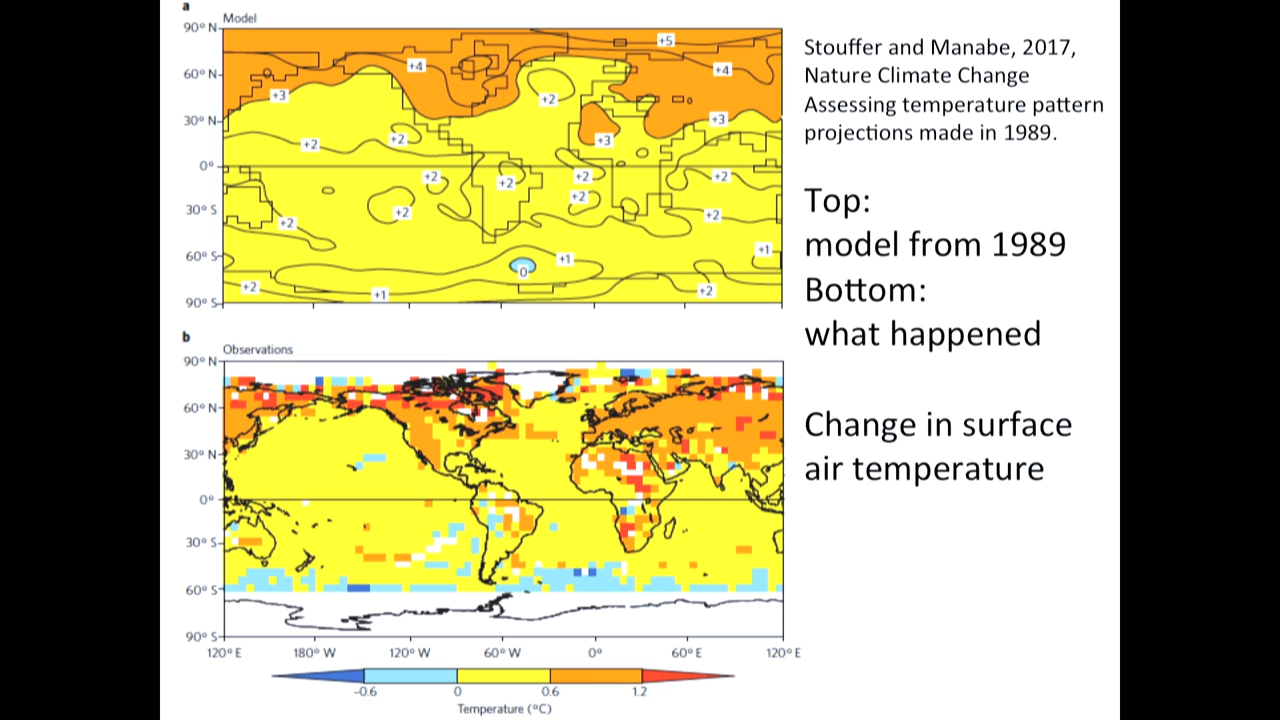 a
Model
90° N
60° N
30° N
0°
30° S
60° S
90° S
+5
+4
+4
+3
+2
+3
+2
+2
+3
+2
+2
+2
+2
+2
+2
+2
+2
+1
+1
0
+2
+1
+2
b
Observations
90° N
60° N
30° N
0°
30° S
60° S
90° S
120° E
180° W
120° W
60° W
0°
60° E
120° E
-0.6
0
0.6
1.2
Temperature (°C)
Stouffer and Manabe, 2017,
Nature Climate Change
Assessing temperature pattern
projections made in 1989.
Top:
model from 1989
Bottom:
what happened
Change in surface
air temperature